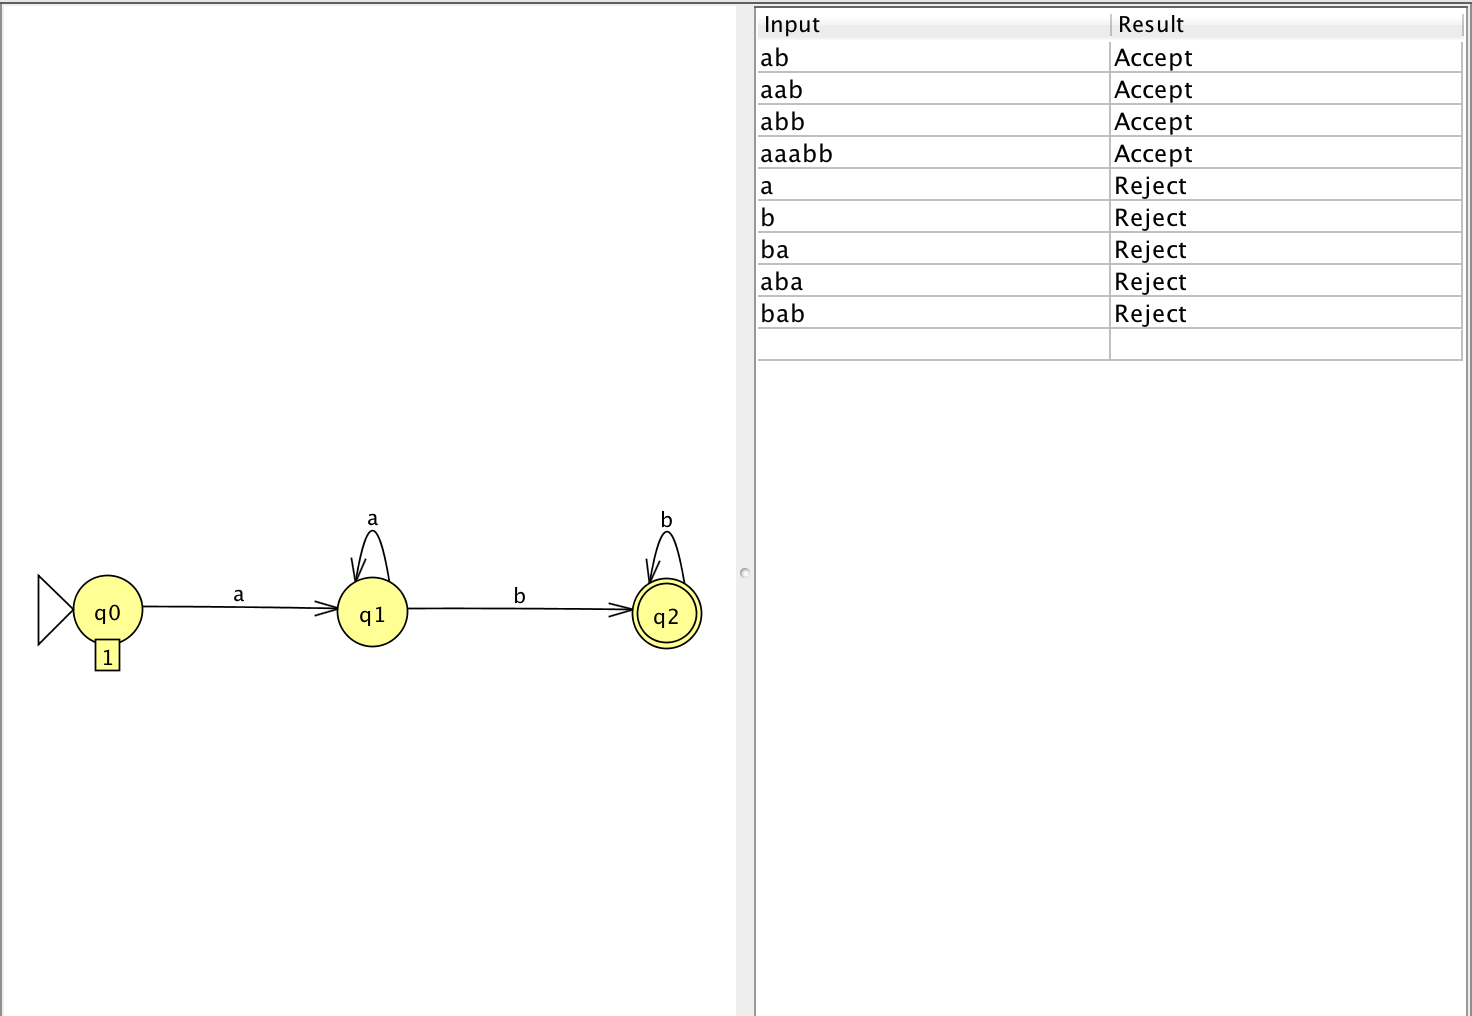 Input Result
ab Accept
aab Accept
abb Accept
aaabb Accept
a Reject
b Reject
ba Reject
aba Reject
bab Reject
a b
a b
q0 q1 q2
1